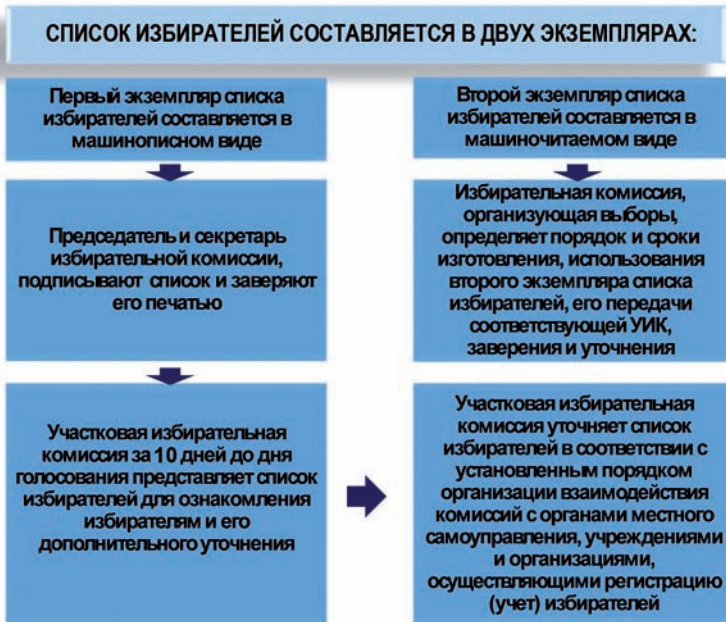 СПИСОК ИЗБИРАТЕЛЕЙ СОСТАВЛЯЕТСЯ В ДВУХ ЭКЗЕМПЛЯРАХ:
Первый экземпляр списка
избирателей составляется в
машинописном виде
Председатель и секретарь
избирательной комиссии,
подписывают список и заверяют
его печатью
Участковая избирательная
комиссия за 10 дней до дня
голосования представляет список
избирателей для ознакомления
избирателям и его
дополнительного уточнения
Второй экземпляр списка
избирателей составляется в
машиночитаемом виде
Избирательная комиссия,
организующая выборы,
определяет порядок и сроки
изготовления, использования
второго экземпляра списка
избирателей, его передачи
соответствующей УИК,
заверения и уточнения
Участковая избирательная
комиссия уточняет список
избирателей в соответствии с
установленным порядком
организации взаимодействия
комиссий с органами местного
самоуправления, учреждениями
и организациями,
осуществляющими регистрацию
(учет) избирателей